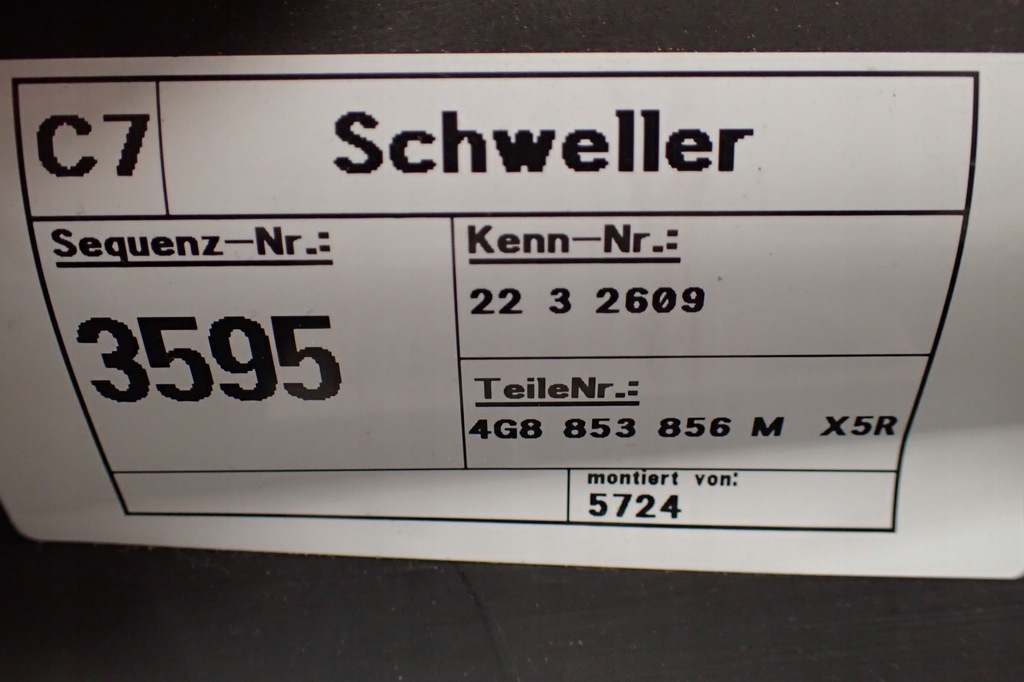 C7 Schweller
Sequenz-Nr.:
3595
Kenn-Nr.:
22 3 2609
TeileNr.:
4G8 853 856 M X5R
montiert von:
5724